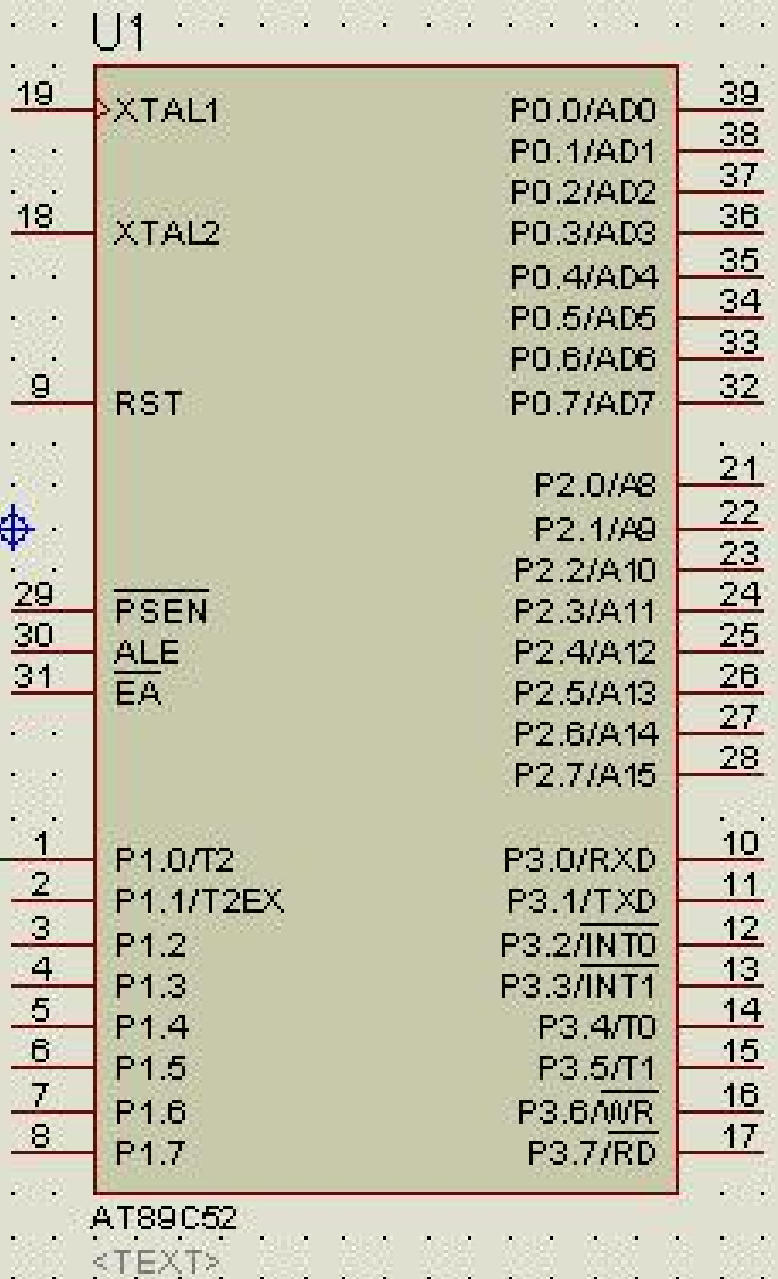 U1
19 XTAL1 P0.0/AD0 39
P0.1/AD1 38
P0.2/AD2 37
18 XTAL2 P0.3/AD3 36
P0.4/AD4 35
P0.5/AD5 34
P0.6/AD6 33
9 RST P0.7/AD7 32
P2.0/A8 21
P2.1/A9 22
P2.2/A10 23
29 PSEN P2.3/A11 24
30 ALE P2.4/A12 25
31 EA P2.5/A13 26
P2.6/A14 27
P2.7/A15 28
1 P1.0/T2 P3.0/RXD 10
2 P1.1/T2EX P3.1/TXD 11
3 P1.2 P3.2/INT0 12
4 P1.3 P3.3/INT1 13
5 P1.4 P3.4/T0 14
6 P1.5 P3.5/T1 15
7 P1.6 P3.6/WR 16
8 P1.7 P3.7/RD 17
AT89C52
<TEXT>